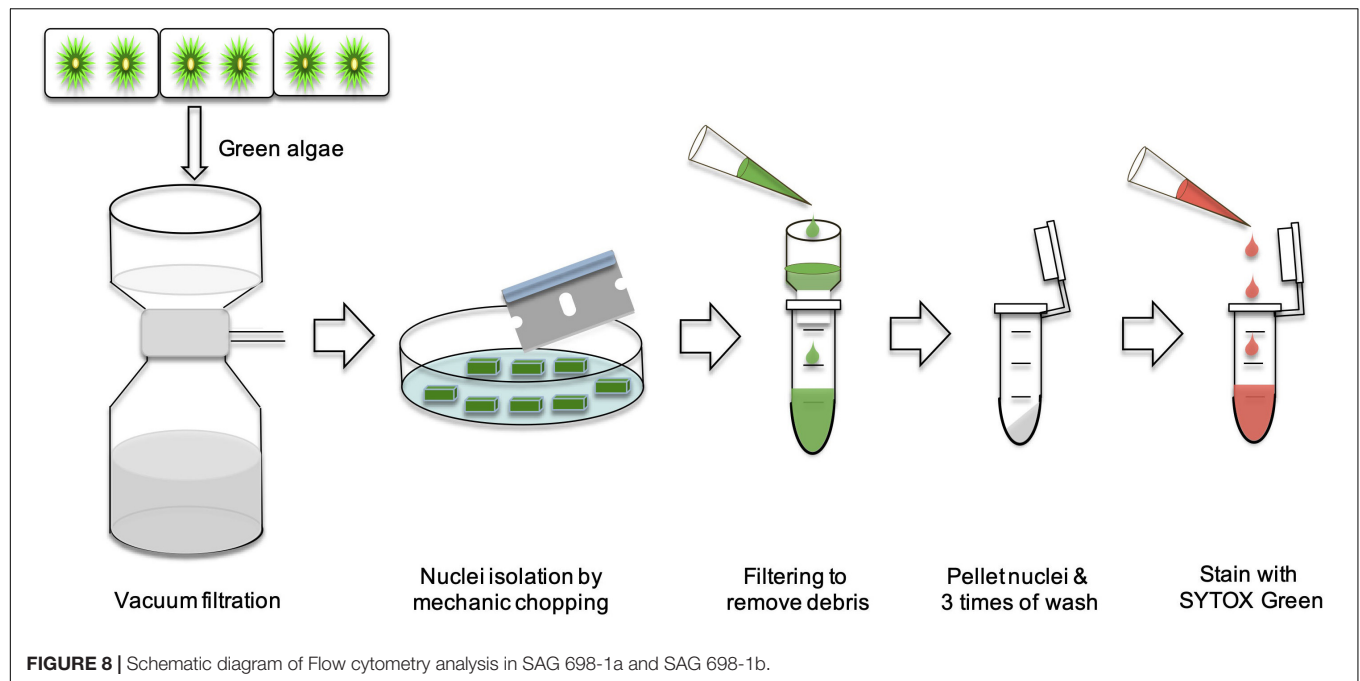 Green algae
Vacuum filtration
Nuclei isolation by
mechanic chopping
Filtering to
remove debris
Pellet nuclei &
3 times of wash
Stain with
SYTOX Green
FIGURE 8 | Schematic diagram of Flow cytometry analysis in SAG 698-1a and SAG 698-1b.